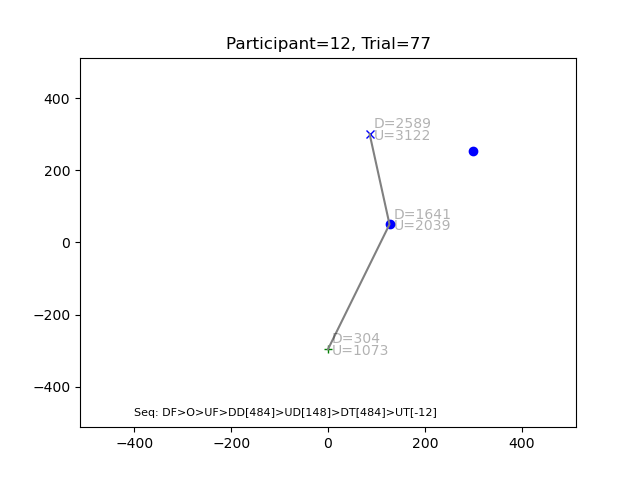 Participant=12, Trial=77
400
200
0
−200
−400
D=2589
U=3122
D=1641
U=2039
D=304
U=1073
Seq: DF>O>UF>DD[484]>UD[148]>DT[484]>UT[-12]
−400
−200
0
200
400